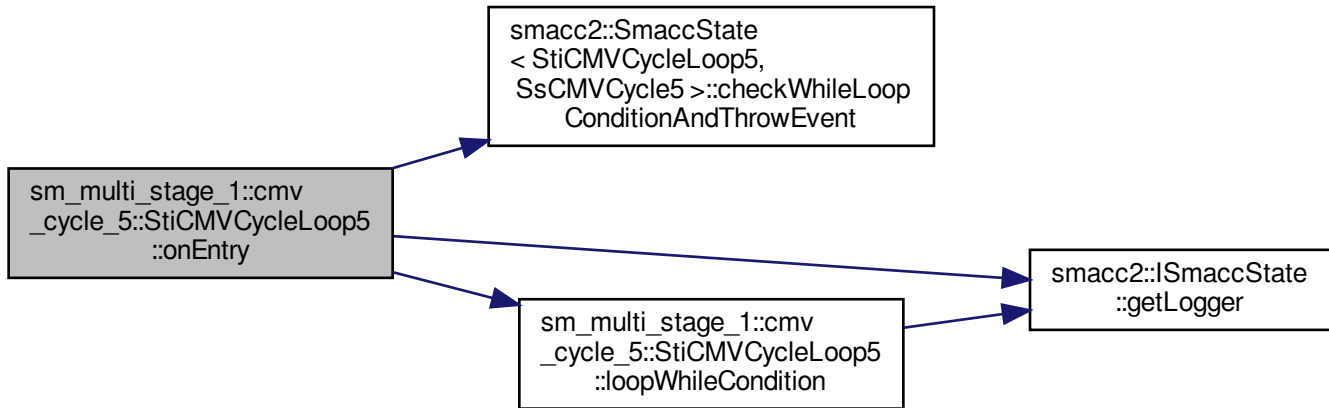 smacc2::SmaccState
< StiCMVCycleLoop5,
SsCMVCycle5 >::checkWhileLoop
ConditionAndThrowEvent
sm_multi_stage_1::cmv
_cycle_5::StiCMVCycleLoop5
::onEntry
smacc2::ISmaccState
::getLogger
sm_multi_stage_1::cmv
_cycle_5::StiCMVCycleLoop5
::loopWhileCondition